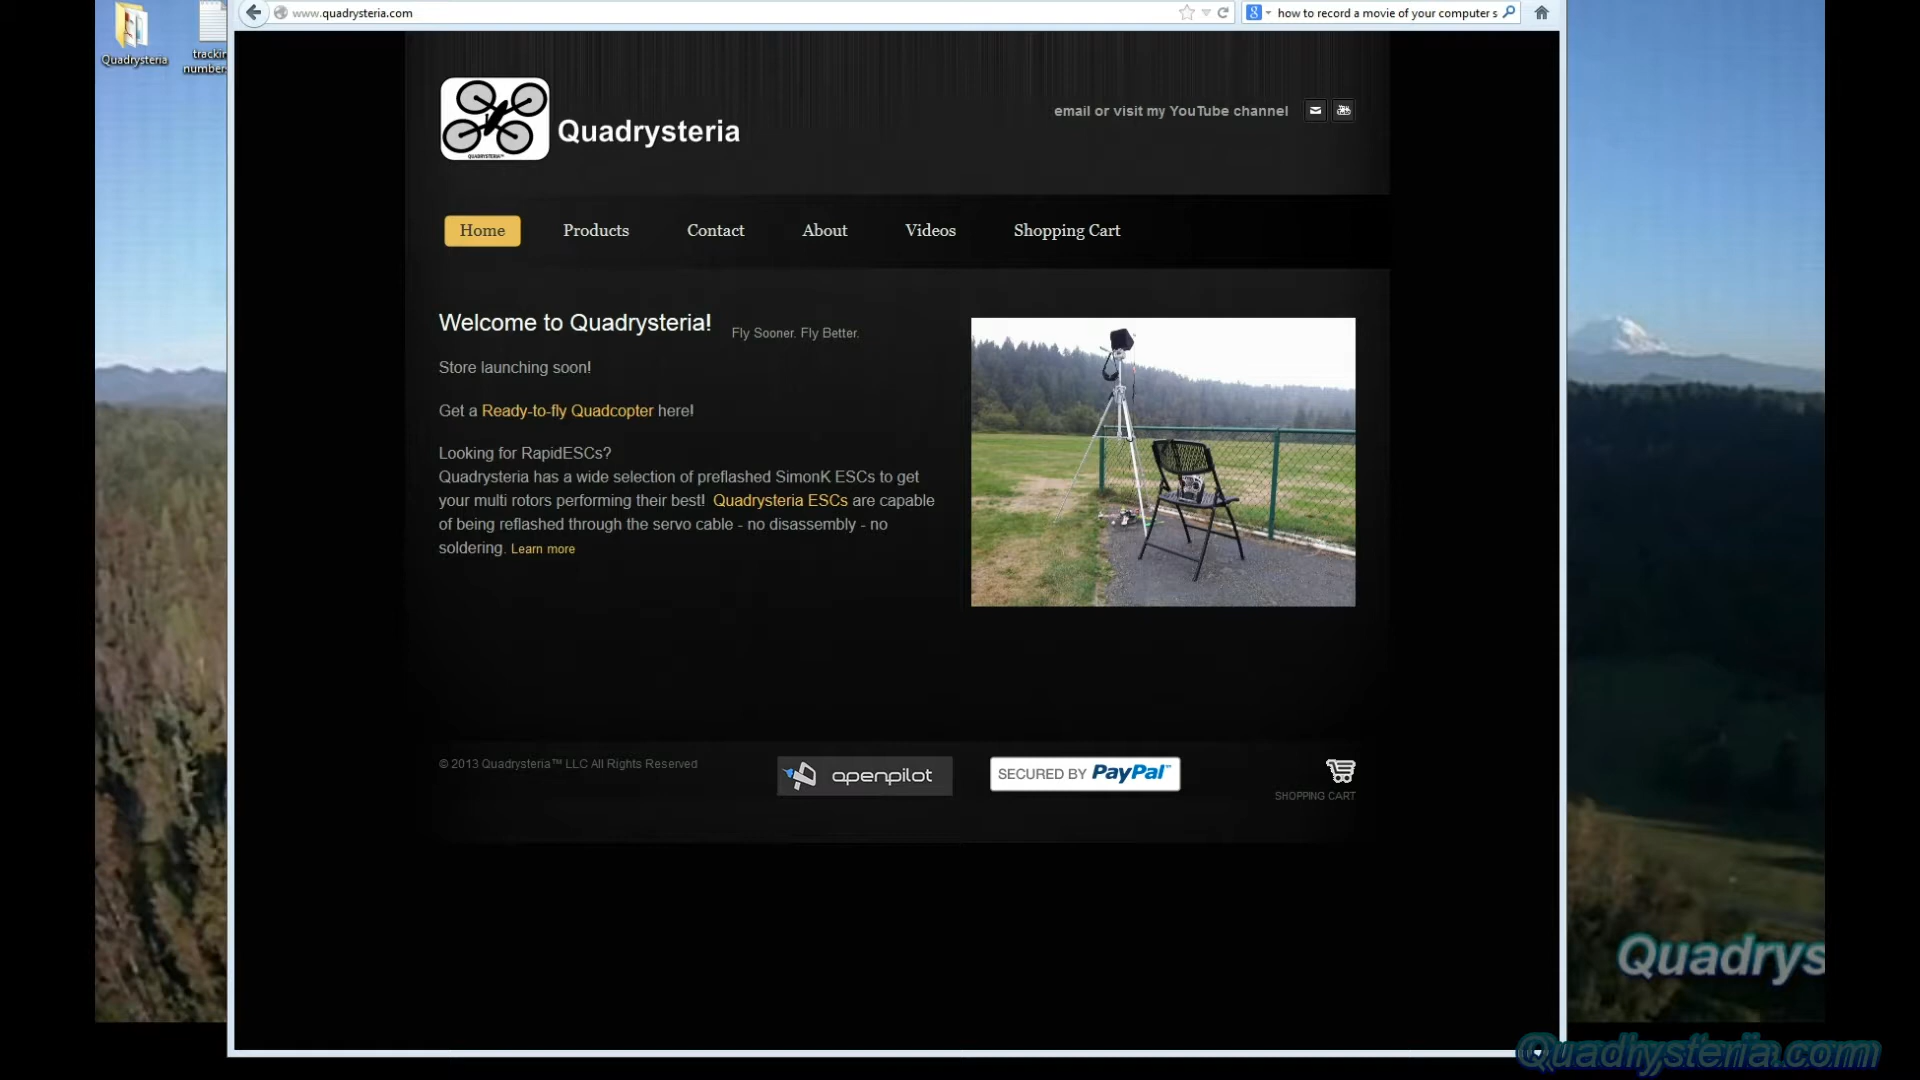 www.quadrysteria.com
how to record a movie of your computer s
Quadrysteria
trackin
number
QUADRYSTERIA™
Quadrysteria
email or visit my YouTube channel
Home
Products
Contact
About
Videos
Shopping Cart
Welcome to Quadrysteria!
Fly Sooner. Fly Better.
Store launching soon!
Get a Ready-to-fly Quadcopter here!
Looking for RapidESCs?
Quadrysteria has a wide selection of preflashed SimonK ESCs to get
your multi rotors performing their best! Quadrysteria ESCs are capable
of being reflashed through the servo cable - no disassembly - no
soldering. Learn more
© 2013 Quadrysteria™ LLC All Rights Reserved
openpilot
SECURED BY PayPal™
SHOPPING CART
Quadrys
Quadrysteria.com